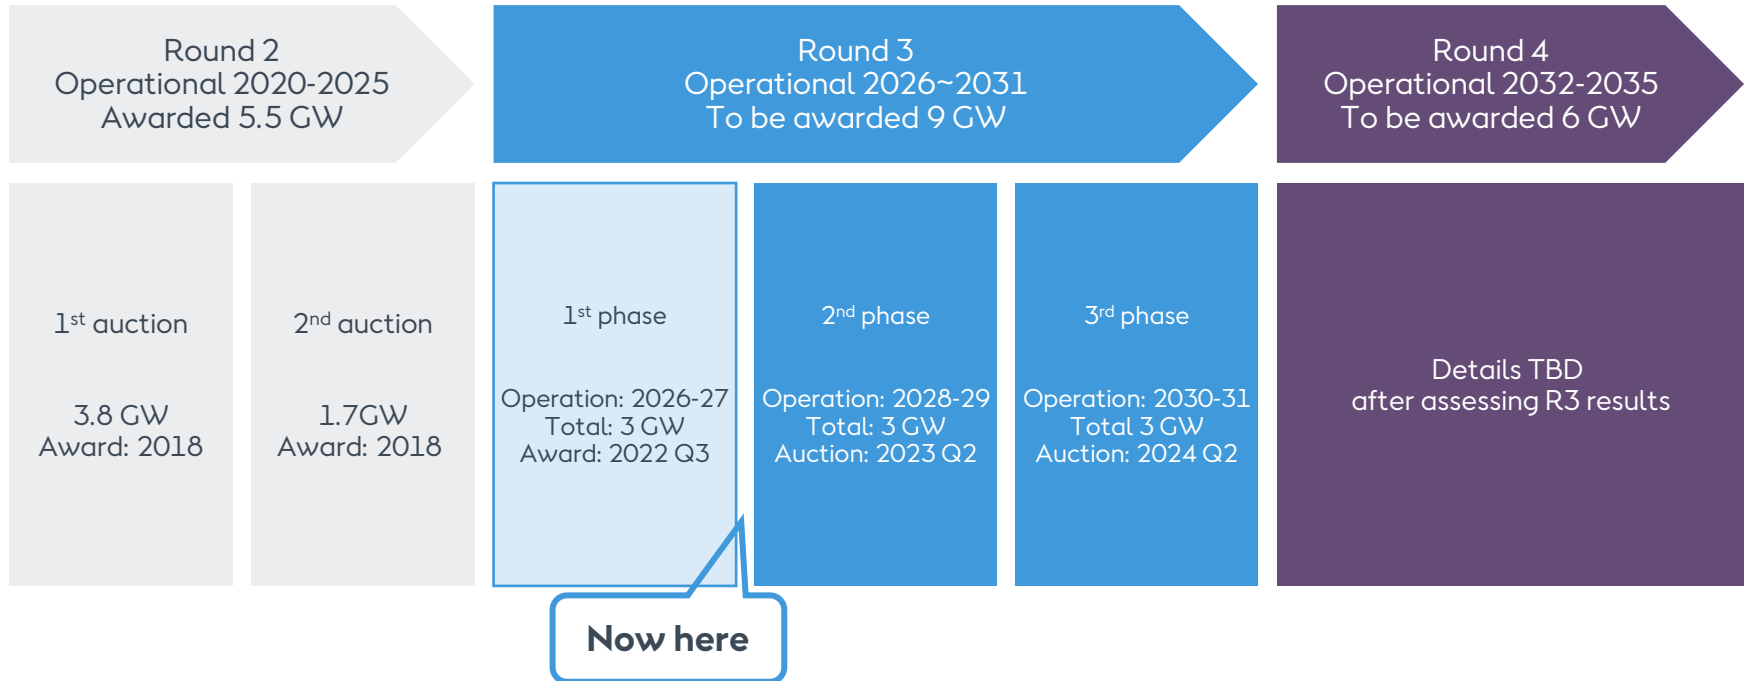 Round 2
Operational 2020-2025
Awarded 5.5 GW
Round 3
Operational 2026~2031
To be awarded 9 GW
Round 4
Operational 2032-2035
To be awarded 6 GW
1st auction
3.8 GW
Award: 2018
2nd auction
1.7GW
Award: 2018
1st phase
Operation: 2026-27
Total: 3 GW
Award: 2022 Q3
2nd phase
Operation: 2028-29
Total: 3 GW
Auction: 2023 Q2
3rd phase
Operation: 2030-31
Total 3 GW
Auction: 2024 Q2
Details TBD
after assessing R3 results
Now here